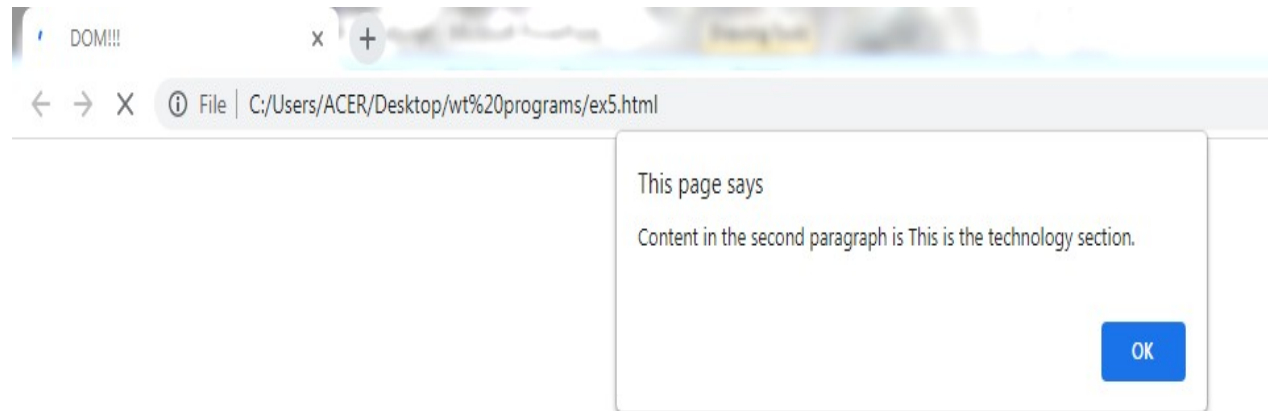 DOM!!!
File | C:/Users/ACER/Desktop/wt%20programs/ex5.html
This page says
Content in the second paragraph is This is the technology section.
OK